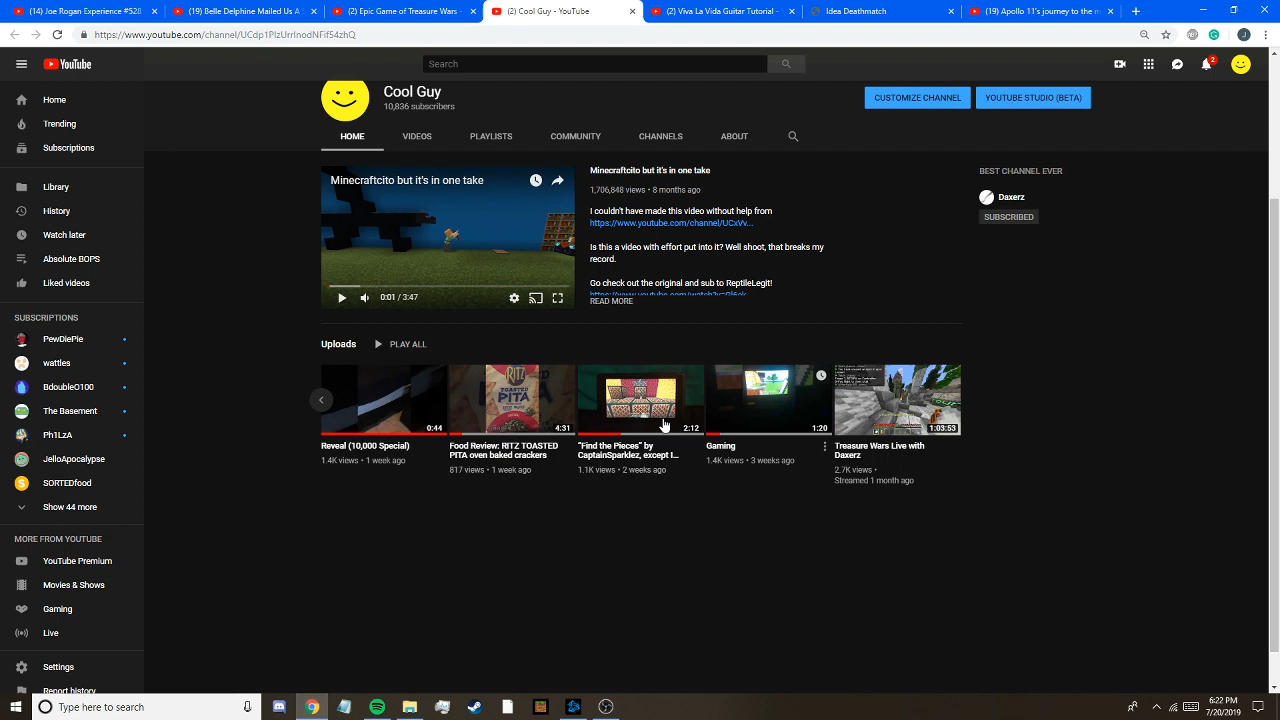 (14) Joe Rogan Experience #528
(19) Belle Delphine Mailed Us A
(2) Epic Game of Treasure Wars -
(2) Cool Guy - YouTube
(2) Viva La Vida Guitar Tutorial -
Idea Deathmatch
(19) Apollo 11's journey to the m
https://www.youtube.com/channel/UCdp1PlzUrrInodNFif54zhQ
YouTube
Search
2
Home
Trending
Subscriptions
Library
History
Watch later
Absolute BOPS
Liked videos
SUBSCRIPTIONS
PewDiePie
wattles
BdoubleO100
The Basement
Ph1LzA
JelloApocalypse
SORTEDfood
Show 44 more
MORE FROM YOUTUBE
YouTube Premium
Movies & Shows
Gaming
Live
Settings
Report history
Cool Guy
10,836 subscribers
CUSTOMIZE CHANNEL
YOUTUBE STUDIO (BETA)
HOME
VIDEOS
PLAYLISTS
COMMUNITY
CHANNELS
ABOUT
Minecraftcito but it's in one take
0:01 / 3:47
Minecraftcito but it's in one take
1,706,848 views • 8 months ago
I couldn't have made this video without help from
https://www.youtube.com/channel/UCxVv...
Is this a video with effort put into it? Well shoot, that breaks my
record.
Go check out the original and sub to ReptileLegit!
READ MORE
BEST CHANNEL EVER
Daxerz
SUBSCRIBED
Uploads
PLAY ALL
0:44
Reveal (10,000 Special)
1.4K views • 1 week ago
RITZ
TOASTED
PITA
4:31
Food Review: RITZ TOASTED
PITA oven baked crackers
817 views • 1 week ago
2:12
"Find the Pieces" by
CaptainSparklez, except I...
1.1K views • 2 weeks ago
1:20
Gaming
1.4K views • 3 weeks ago
1:03:53
Treasure Wars Live with
Daxerz
2.7K views •
Streamed 1 month ago
Type here to search
6:22 PM
7/20/2019